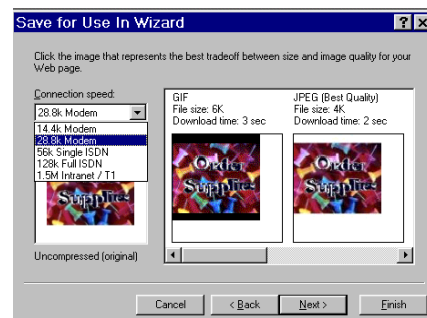 Save for Use In Wizard
Click the image that represents the best tradeoff between size and image quality for your
Web page.
Connection speed:
28.8k Modem
14.4k Modem
28.8k Modem
56k Single ISDN
128k Full ISDN
1.5M Intranet / T1
Supplies
Uncompressed (original)
GIF
File size: 6K
Download time: 3 sec
Order
Supplies
JPEG (Best Quality)
File size: 4K
Download time: 2 sec
Order
Supplies
Cancel
< Back
Next >
Finish